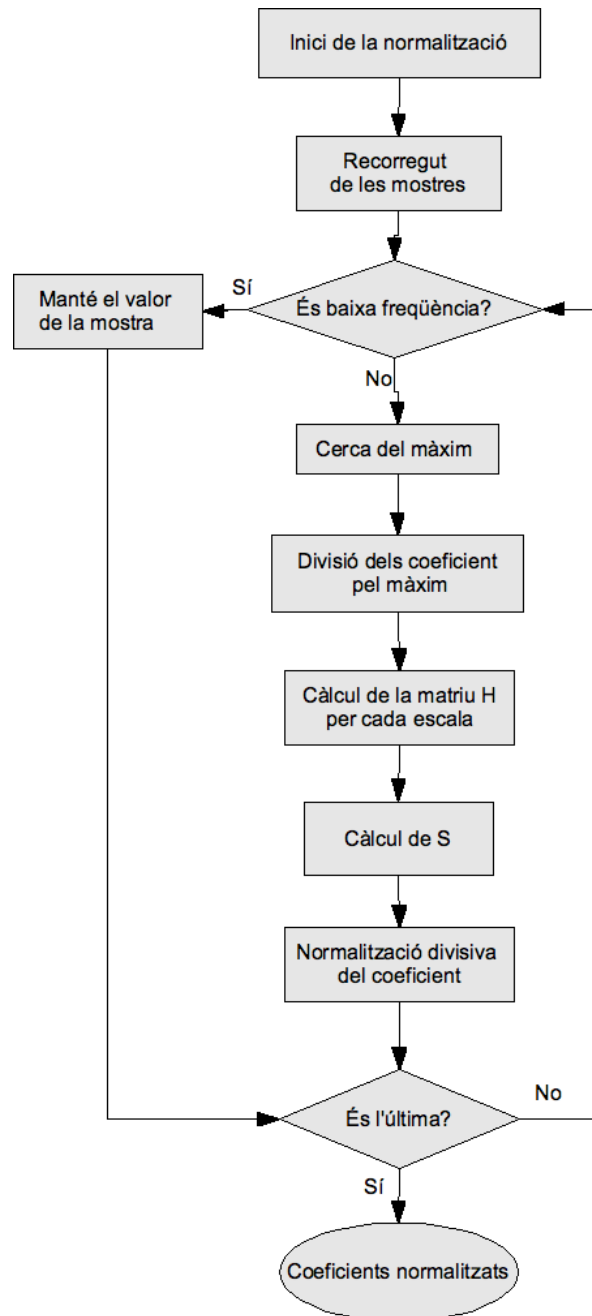 Inici de la normalització
Recorregut
de les mostres
És baixa freqüència?
Sí
Manté el valor
de la mostra
No
Cerca del màxim
Divisió dels coeficient
pel màxim
Càlcul de la matriu H
per cada escala
Càlcul de S
Normalització divisiva
del coeficient
És l'última?
No
Sí
Coeficients normalitzats